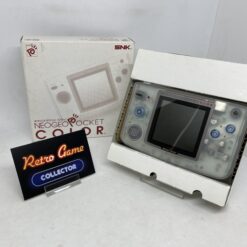 SNK
NEOGEO POCKET
COLOR
Retro Game
COLLECTOR